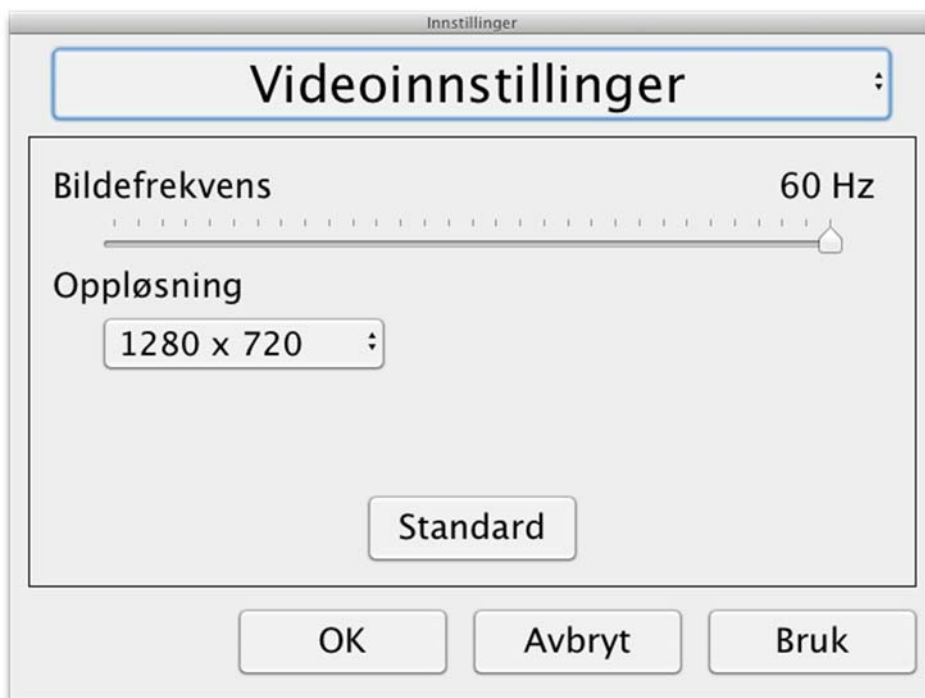 Innstillinger
Videoinnstillinger
Bildefrekvens 60 Hz
Oppløsning
1280 x 720
Standard
OK Avbryt Bruk